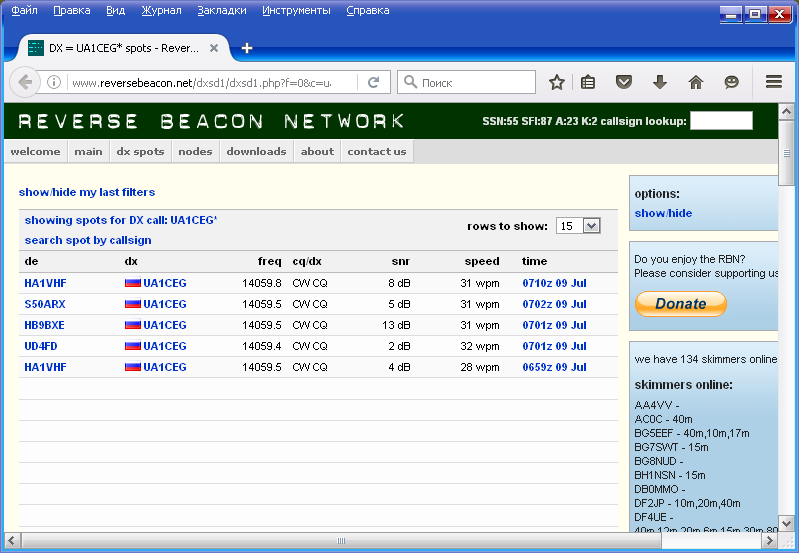 Файл Правка Вид Журнал Закладки Инструменты Справка
DX = UA1CEG* spots - Rever...
www.reversebeacon.net/dxsd1/dxsd1.php?f=0&c=u
Поиск
REVERSE BEACON NETWORK
SSN:55 SFI:87 A:23 K:2 callsign lookup:
welcome main dx spots nodes downloads about contact us
show/hide my last filters
showing spots for DX call: UA1CEG*
search spot by callsign
rows to show: 15
de dx freq cq/dx snr speed time
HA1VHF UA1CEG 14059.8 CW CQ 8 dB 31 wpm 0710z 09 Jul
S50ARX UA1CEG 14059.5 CW CQ 5 dB 31 wpm 0702z 09 Jul
HB9BXE UA1CEG 14059.5 CW CQ 13 dB 31 wpm 0701z 09 Jul
UD4FD UA1CEG 14059.4 CW CQ 2 dB 32 wpm 0701z 09 Jul
HA1VHF UA1CEG 14059.5 CW CQ 4 dB 28 wpm 0659z 09 Jul
options:
show/hide
Do you enjoy the RBN?
Please consider supporting us
Donate
we have 134 skimmers online
skimmers online:
AA4VV -
AC0C - 40m
BG5EEF - 40m,10m,17m
BG7SWT - 15m
BG8NUD -
BH1NSN - 15m
DB0MMO -
DF2JP - 10m,20m,40m
DF4UE -
40m,12m,20m,6m,15m,30m,80